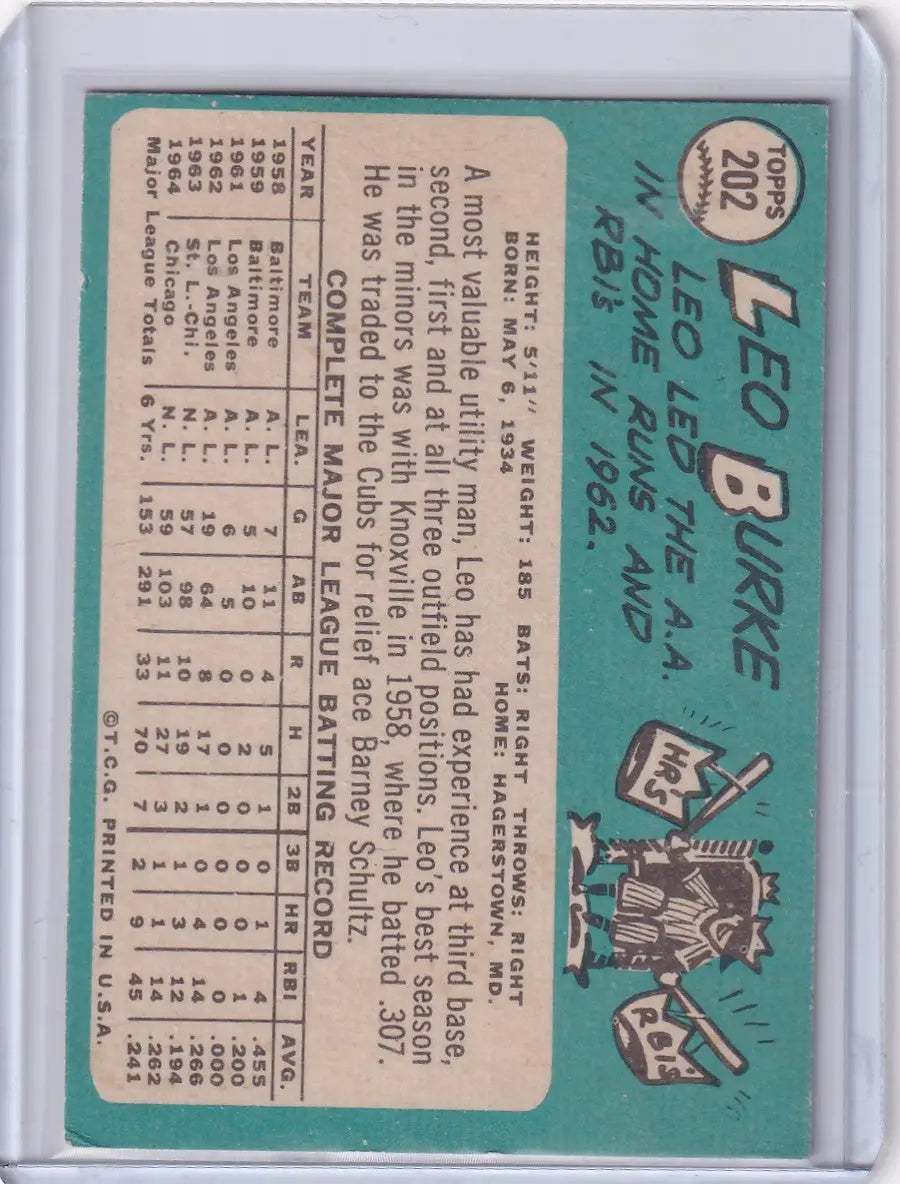 TOPPS
202
LEO BURKE
LEO LED THE A.A.
IN HOME RUNS AND
RBI's IN 1962.
HR'S
RBI'S
HEIGHT: 5'11" WEIGHT: 185 BATS: RIGHT THROWS: RIGHT
BORN: MAY 6, 1934 HOME: HAGERSTOWN, MD.
A most valuable utility man, Leo has had experience at third base,
second, first and at all three outfield positions. Leo's best season
in the minors was with Knoxville in 1958, where he batted .307.
He was traded to the Cubs for relief ace Barney Schultz.
COMPLETE MAJOR LEAGUE BATTING RECORD
YEAR TEAM LEA. G AB R H 2B 3B HR RBI AVG.
1958 Baltimore A. L. 7 11 4 5 1 0 1 4 .455
1959 Baltimore A. L. 5 10 0 2 0 0 0 1 .200
1961 Los Angeles A. L. 6 5 0 0 0 0 0 0 .000
1962 Los Angeles A. L. 19 64 8 17 1 0 4 14 .266
1963 St. L.-Chi. N. L. 57 98 10 19 2 1 3 12 .194
1964 Chicago N. L. 59 103 11 27 3 1 1 14 .262
Major League Totals 6 Yrs. 153 291 33 70 7 2 9 45 .241
©T.C.G. PRINTED IN U.S.A.